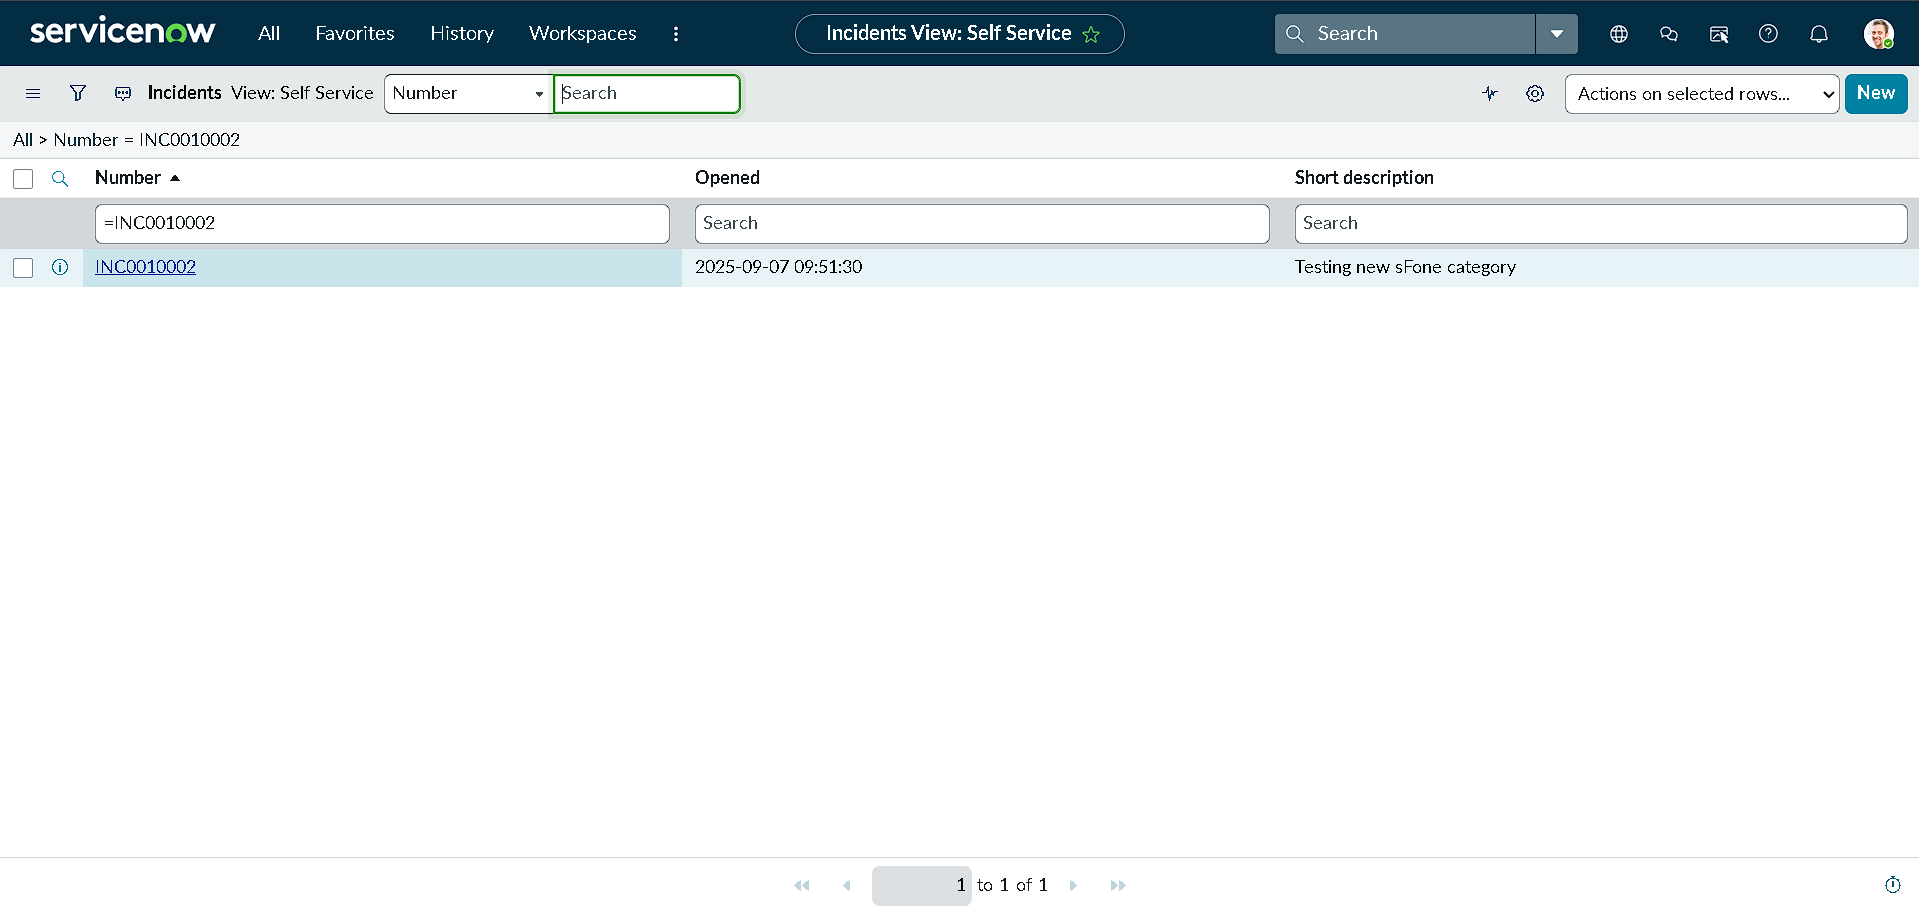 servicenow All Favorites History Workspaces Incidents View: Self Service Search
Incidents View: Self Service Number Search Actions on selected rows... New
All > Number = INC0010002
Number Opened Short description
=INC0010002 Search Search
INC0010002 2025-09-07 09:51:30 Testing new sFone category
1 to 1 of 1